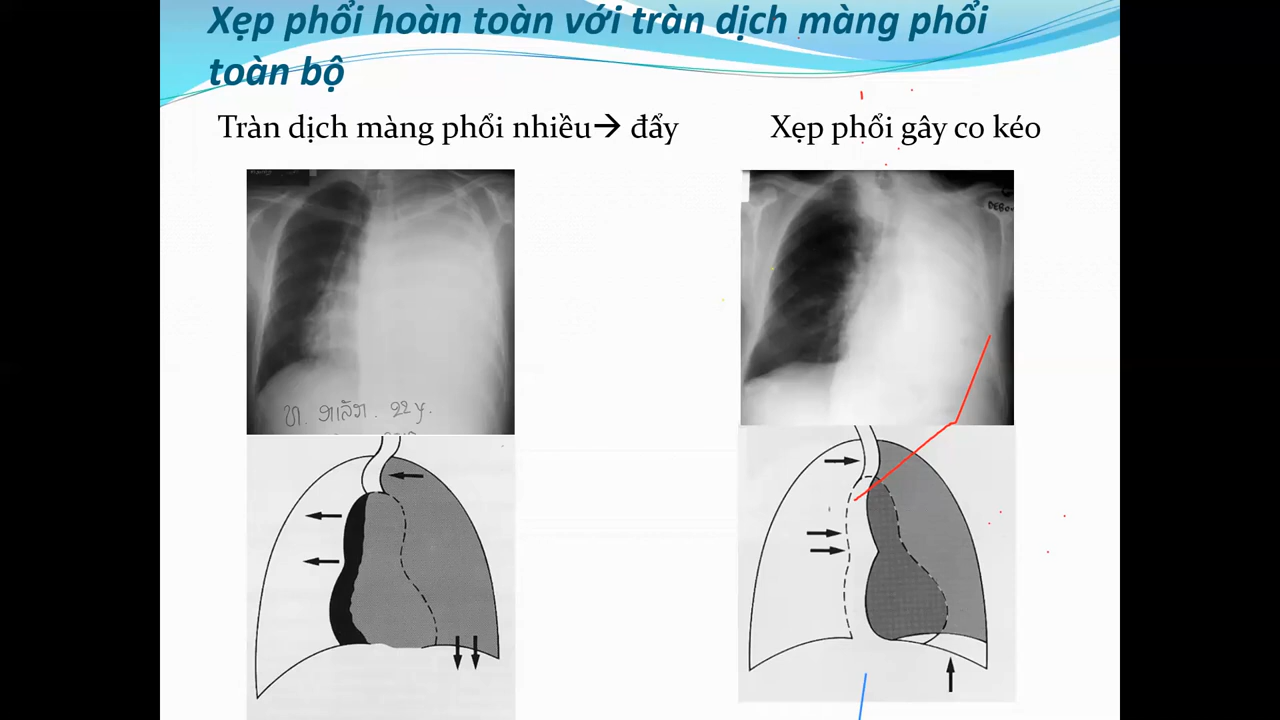 Xẹp phổi hoàn toàn với tràn dịch màng phổi
toàn bộ
Tràn dịch màng phổi nhiều→ đẩy
Xẹp phổi gây co kéo
22 y.